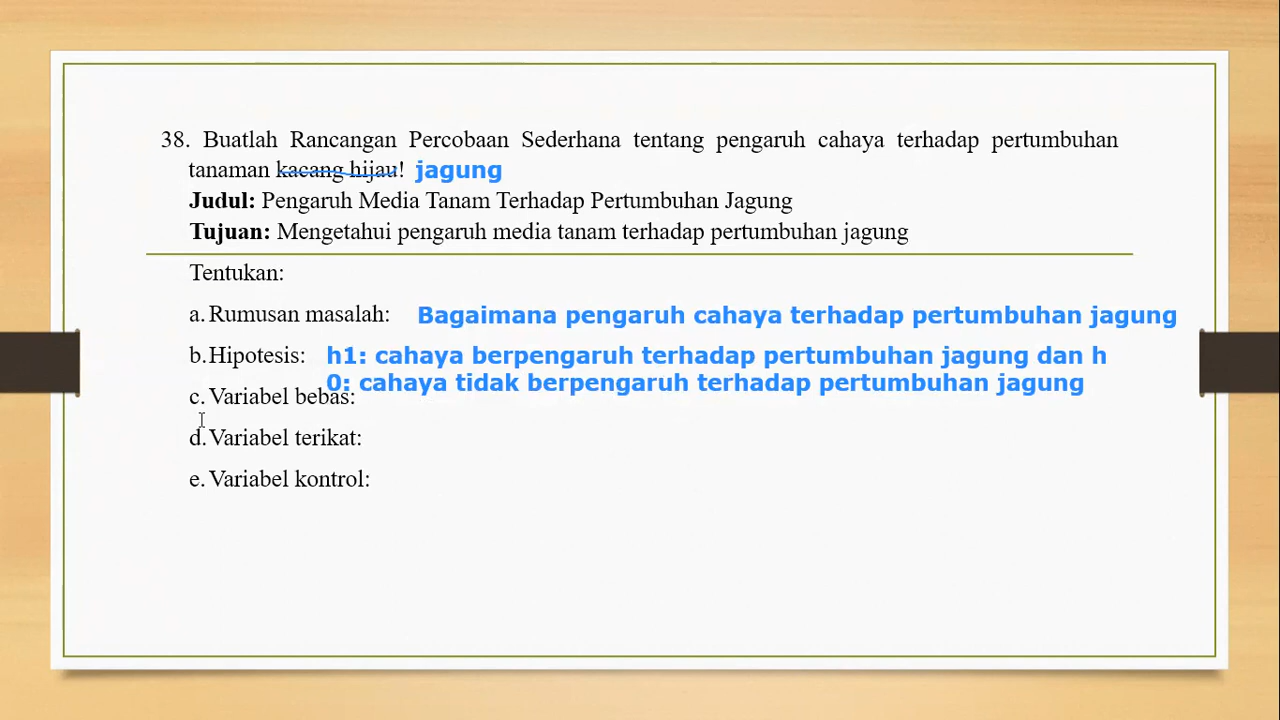 38. Buatlah Rancangan Percobaan Sederhana tentang pengaruh cahaya terhadap pertumbuhan
tanaman kacang hijau! jagung
Judul: Pengaruh Media Tanam Terhadap Pertumbuhan Jagung
Tujuan: Mengetahui pengaruh media tanam terhadap pertumbuhan jagung
Tentukan:
a. Rumusan masalah: Bagaimana pengaruh cahaya terhadap pertumbuhan jagung
b. Hipotesis: h1: cahaya berpengaruh terhadap pertumbuhan jagung dan h
0: cahaya tidak berpengaruh terhadap pertumbuhan jagung
c. Variabel bebas:
d. Variabel terikat:
e. Variabel kontrol: